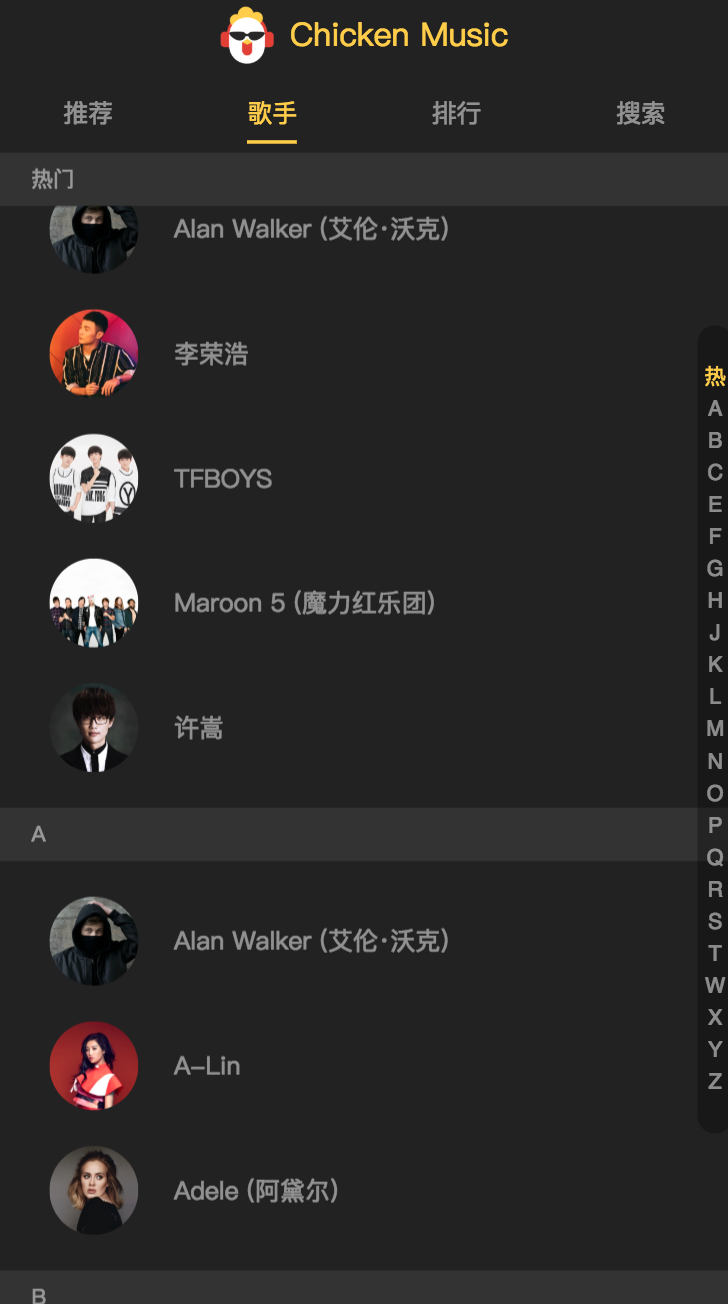 Chicken Music
推荐 歌手 排行 搜索
热门
Alan Walker (艾伦·沃克)
李荣浩
TFBOYS
Maroon 5 (魔力红乐团)
许嵩
A
Alan Walker (艾伦·沃克)
A-Lin
Adele (阿黛尔)
B
热
A
B
C
E
F
G
H
J
K
L
M
N
O
P
Q
R
S
T
W
X
Y
Z